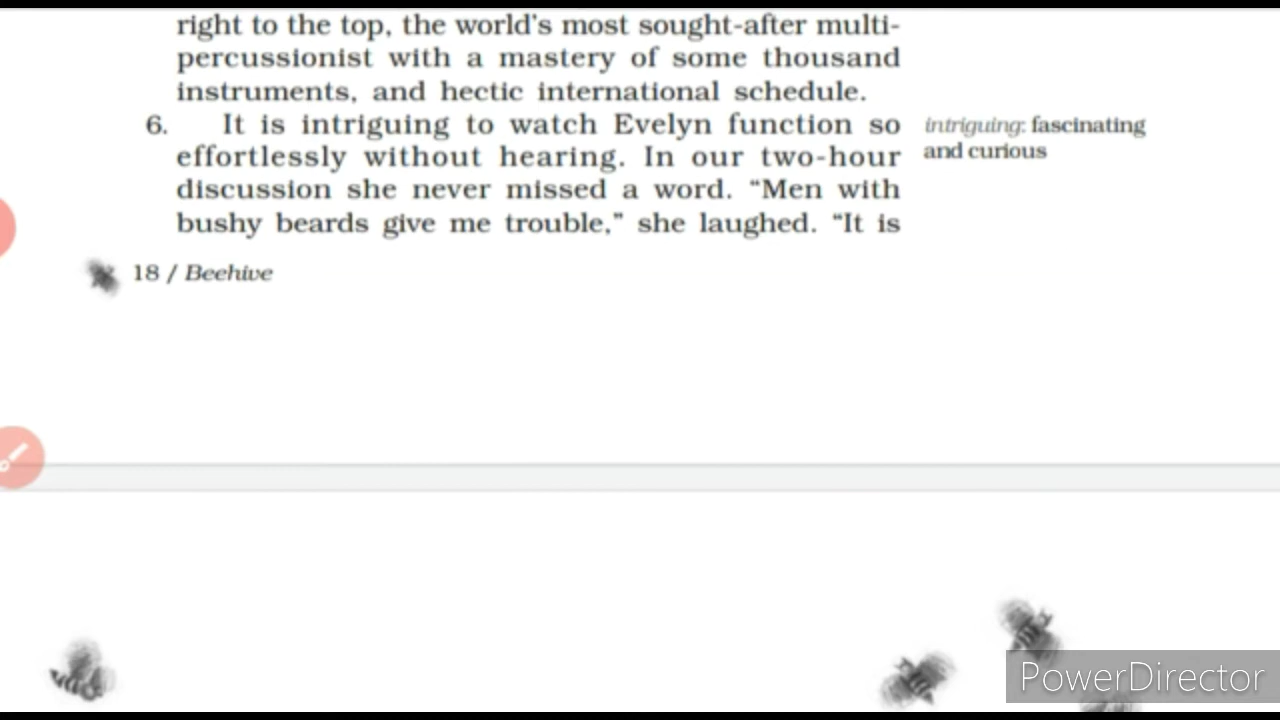 right to the top, the world's most sought-after multi-
percussionist with a mastery of some thousand
instruments, and hectic international schedule.
6. It is intriguing to watch Evelyn function so
effortlessly without hearing. In our two-hour
discussion she never missed a word. “Men with
bushy beards give me trouble,” she laughed. “It is
intriguing: fascinating
and curious
18 / Beehive
PowerDirector